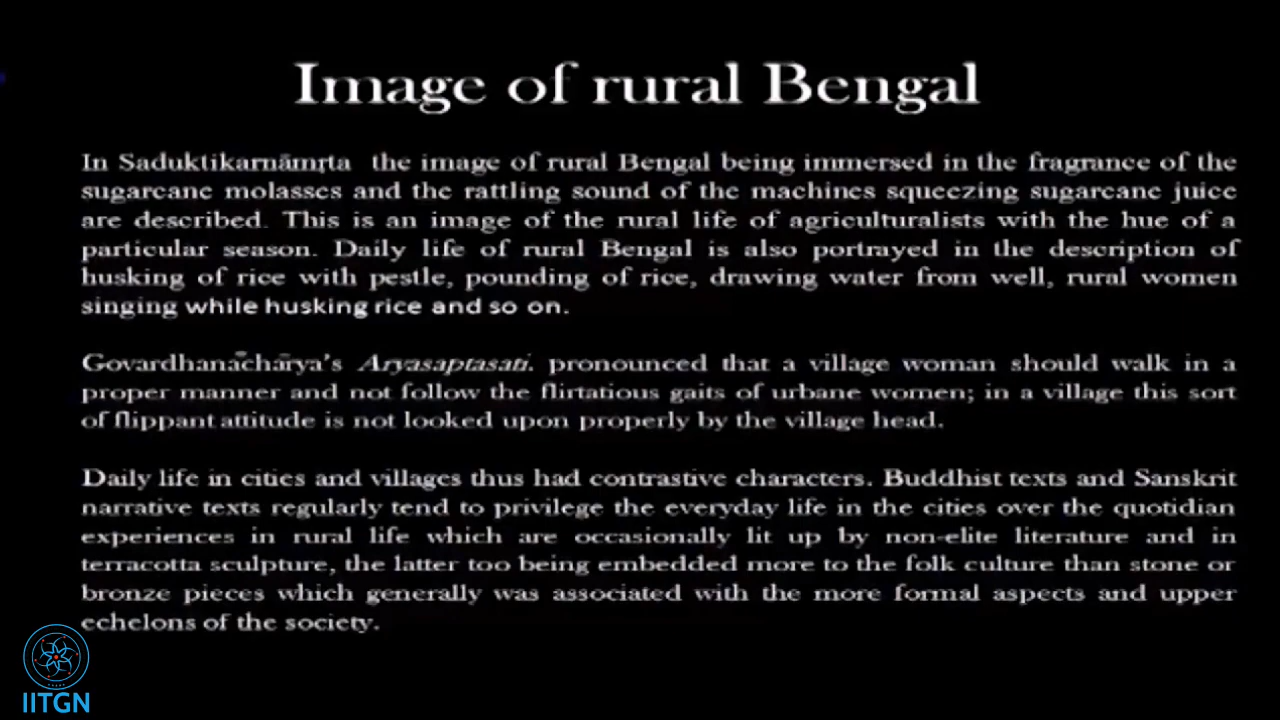 Image of rural Bengal
In Saduktikarnāmṛta the image of rural Bengal being immersed in the fragrance of the
sugarcane molasses and the rattling sound of the machines squeezing sugarcane juice
are described. This is an image of the rural life of agriculturalists with the hue of a
particular season. Daily life of rural Bengal is also portrayed in the description of
husking of rice with pestle, pounding of rice, drawing water from well, rural women
singing while husking rice and so on.
Govardhanāchārya's Aryasaptasati. pronounced that a village woman should walk in a
proper manner and not follow the flirtatious gaits of urbane women; in a village this sort
of flippant attitude is not looked upon properly by the village head.
Daily life in cities and villages thus had contrastive characters. Buddhist texts and Sanskrit
narrative texts regularly tend to privilege the everyday life in the cities over the quotidian
experiences in rural life which are occasionally lit up by non-elite literature and in
terracotta sculpture, the latter too being embedded more to the folk culture than stone or
bronze pieces which generally was associated with the more formal aspects and upper
echelons of the society.
IITGN